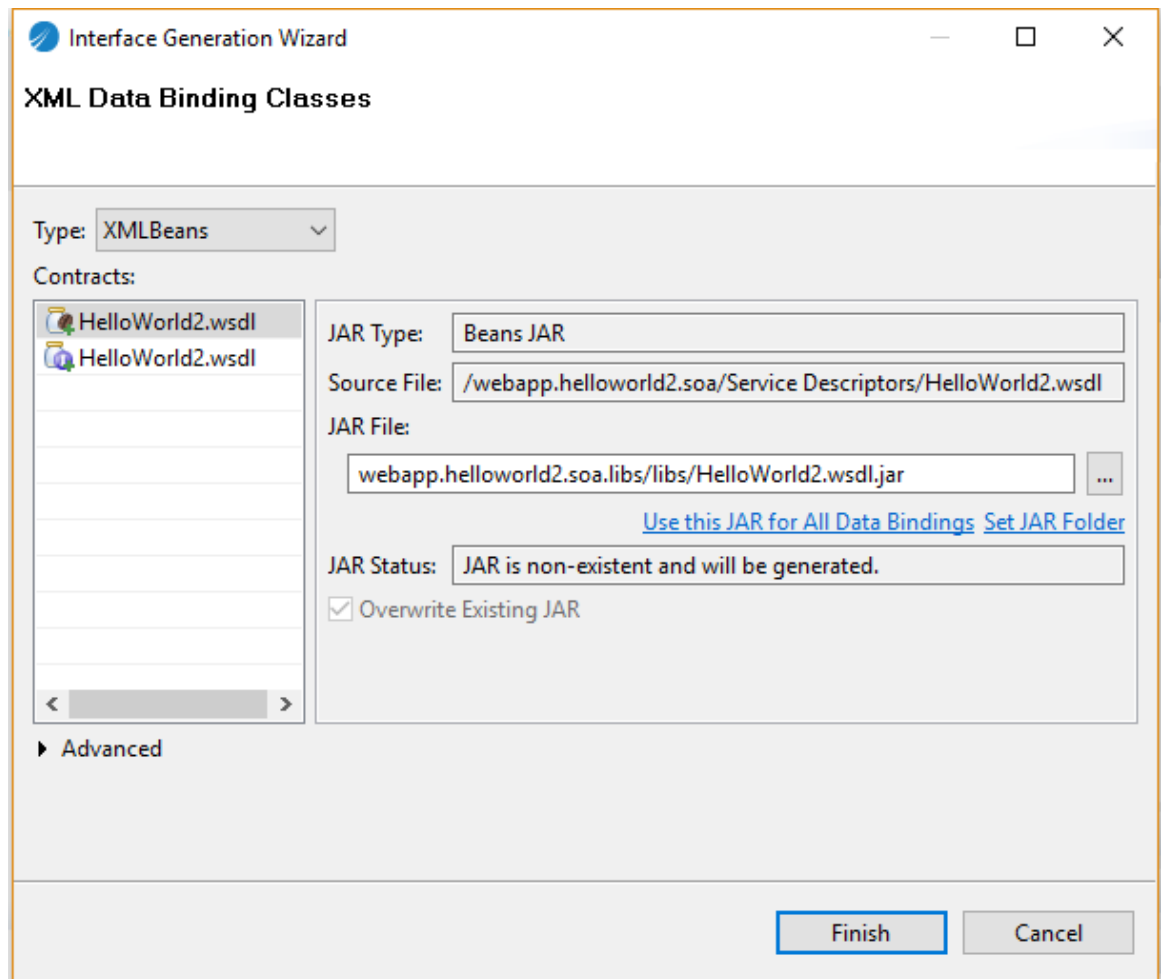 Interface Generation Wizard
XML Data Binding Classes
Type: XMLBeans
Contracts:
HelloWorld2.wsdl
HelloWorld2.wsdl
JAR Type: Beans JAR
Source File: /webapp.helloworld2.soa/Service Descriptors/HelloWorld2.wsdl
JAR File:
webapp.helloworld2.soa.libs/libs/HelloWorld2.wsdl.jar ...
Use this JAR for All Data Bindings Set JAR Folder
JAR Status: JAR is non-existent and will be generated.
Overwrite Existing JAR
Advanced
Finish Cancel